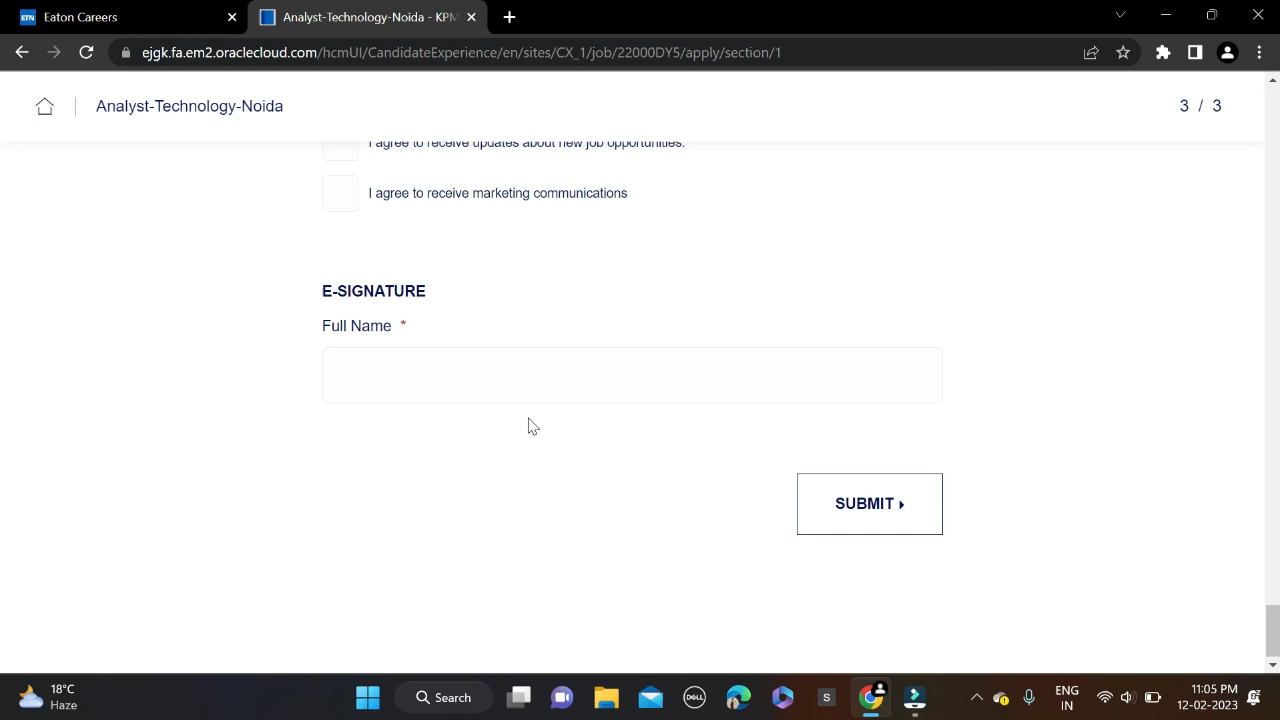 ETN Eaton Careers
Analyst-Technology-Noida - KPM
ejgk.fa.em2.oraclecloud.com/hcmUI/CandidateExperience/en/sites/CX_1/job/22000DY5/apply/section/1
Analyst-Technology-Noida
3 / 3
I agree to receive updates about new job opportunities.
I agree to receive marketing communications
E-SIGNATURE
Full Name *
SUBMIT
18°C
Haze
Search
DELL
S
ENG
IN
11:05 PM
12-02-2023